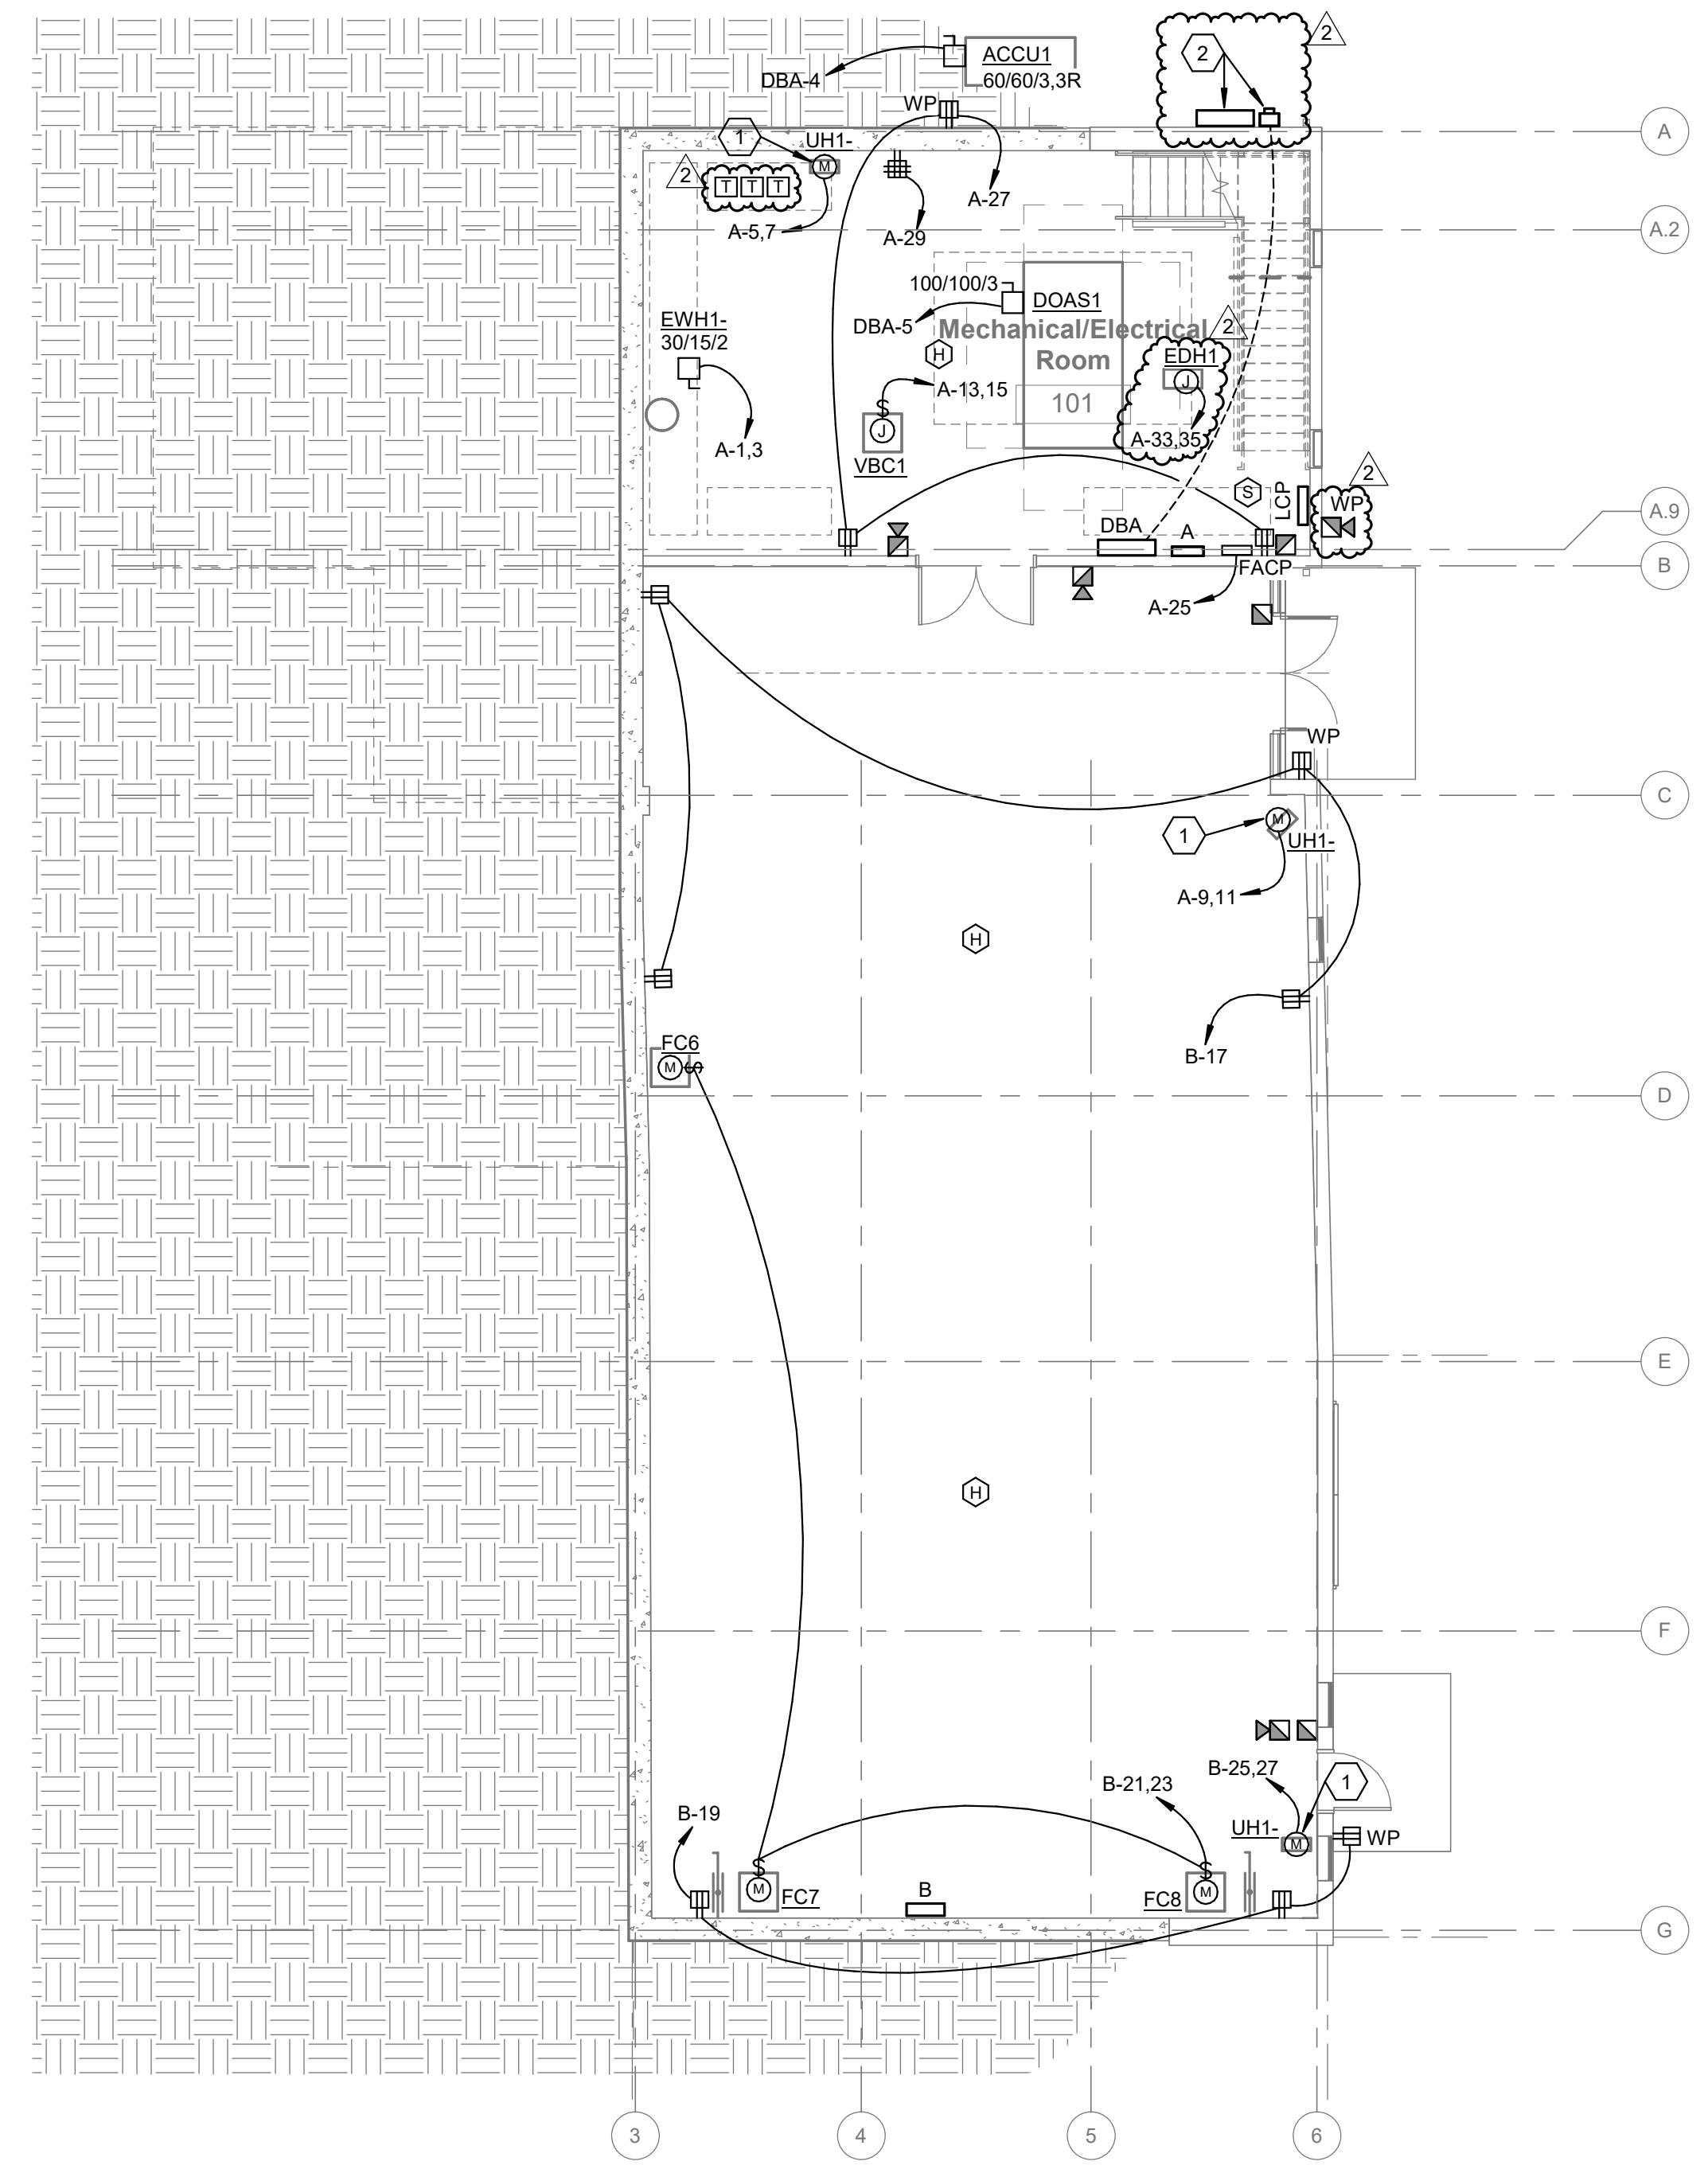 ACCU1
60/60/3,3R
DBA-4
2
2
WP
A
1
UH1-
M
2
T T T
A-27
A-5,7
A-29
A.2
100/100/3
DOAS1
EWH1-
30/15/2
DBA-5
Mechanical/Electrical
Room
2
H
EDH1
J
A-13,15
101
J
A-33,35
A-1,3
VBC1
2
S
LCP
WP
DBA
A
A.9
FACP
B
A-25
WP
C
M
1
UH1-
A-9,11
H
FC6
M
$
B-17
D
E
H
F
B-25,27
1
B-21,23
B-19
UH1-
M
WP
$
$
M
FC7
B
FC8
M
G
3
4
5
6